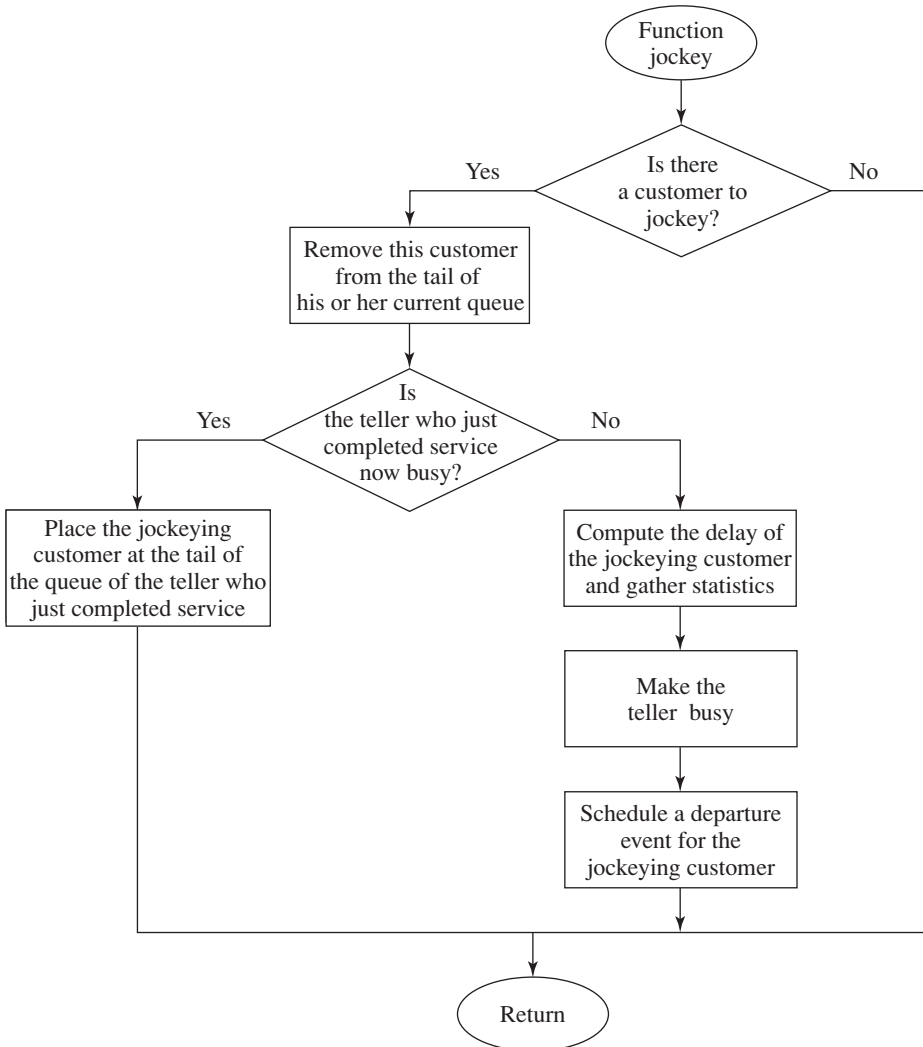 Function
jockey
Is there
a customer to
jockey?
Yes
No
Remove this customer
from the tail of
his or her current queue
Is
the teller who just
completed service
now busy?
Yes
No
Place the jockeying
customer at the tail of
the queue of the teller who
just completed service
Compute the delay of
the jockeying customer
and gather statistics
Make the
teller busy
Schedule a departure
event for the
jockeying customer
Return